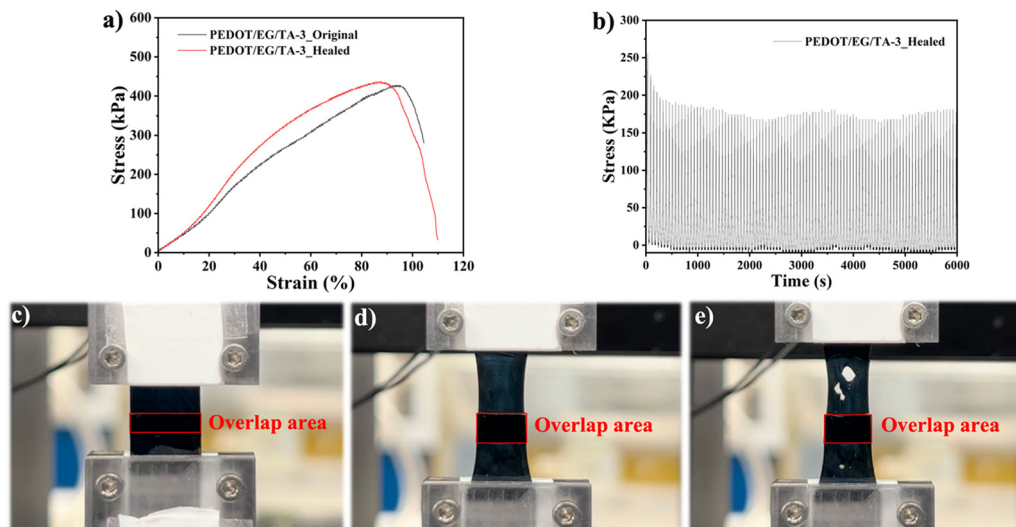 a)
PEDOT/EG/TA-3_Original
PEDOT/EG/TA-3_Healed
Stress (kPa)
600
500
400
300
200
100
0
0 20 40 60 80 100 120
Strain (%)
b)
PEDOT/EG/TA-3_Healed
Stress (KPa)
300
250
200
150
100
50
0
0 1000 2000 3000 4000 5000 6000
Time (s)
c)
Overlap area
d)
Overlap area
e)
Overlap area